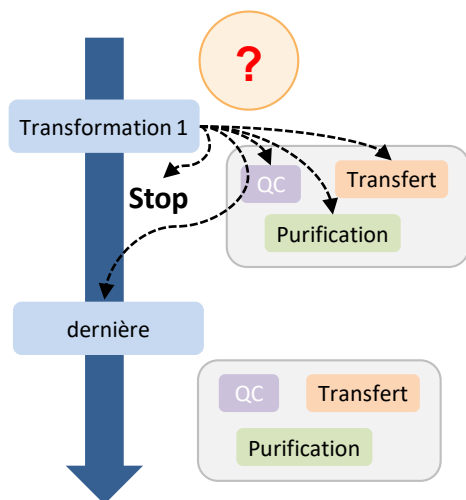 ?
Transformation 1
QC
Transfert
Stop
Purification
dernière
QC
Transfert
Purification